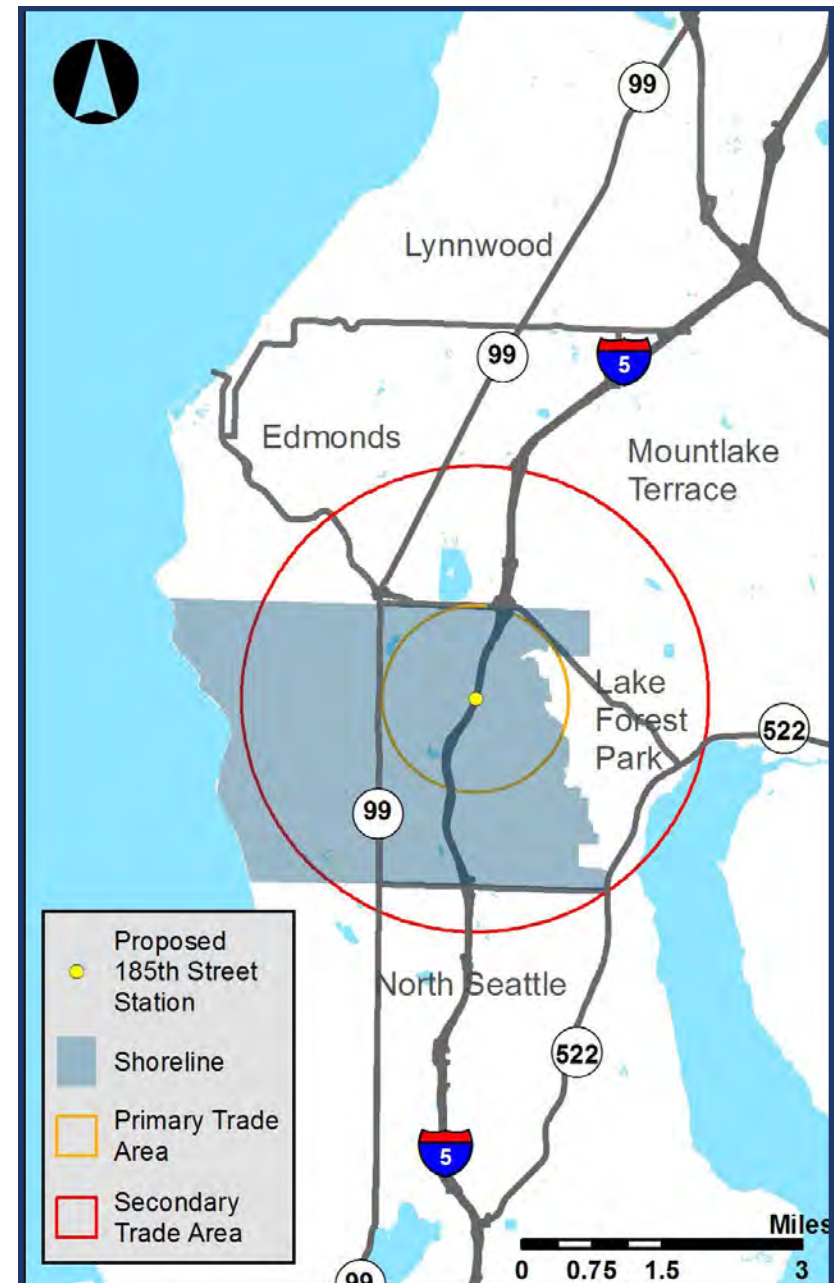 99
Lynnwood
99
5
Edmonds
Mountlake
Terrace
Lake
Forest
Park
522
99
North Seattle
522
5
99
Proposed
185th Street
Station
Shoreline
Primary Trade
Area
Secondary
Trade Area
Miles
0 0.75 1.5 3